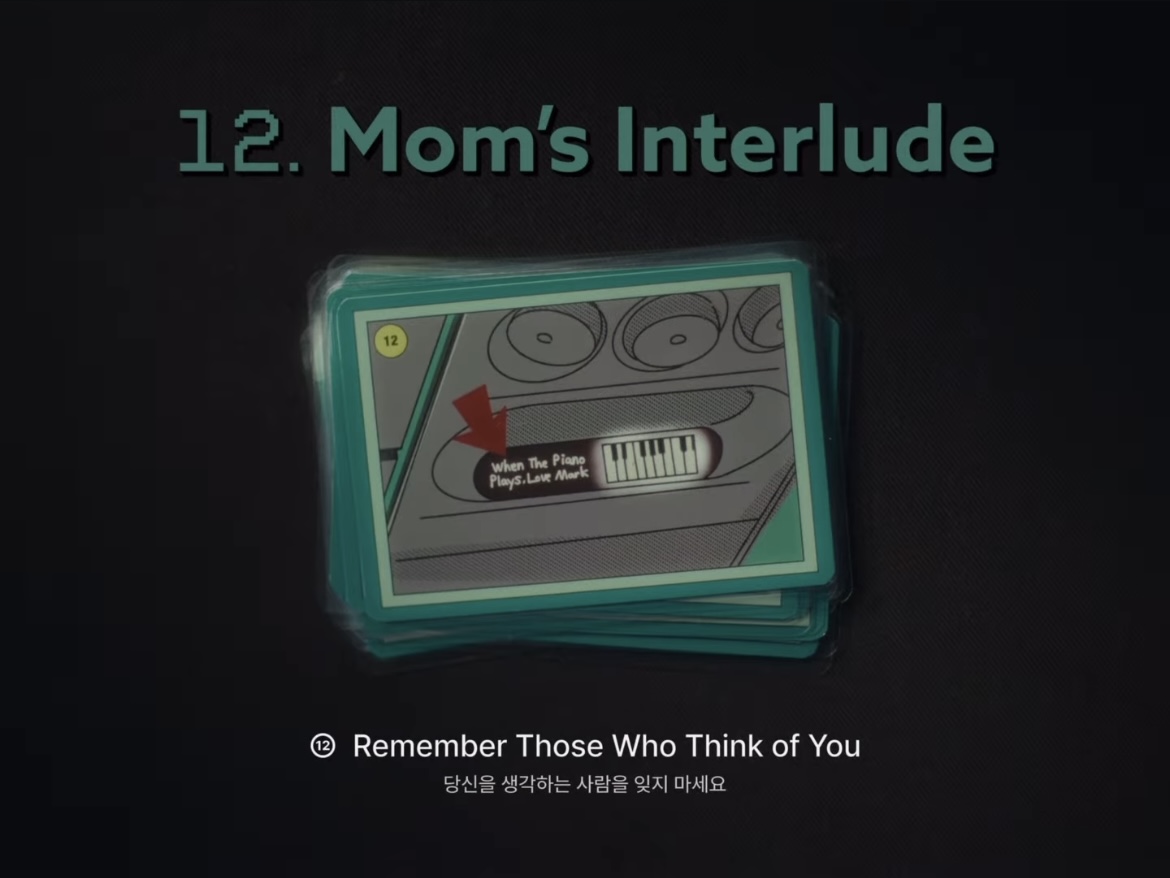 12. Mom’s Interlude
12
When The Piano
Plays, Love Mark
⑫ Remember Those Who Think of You
당신을 생각하는 사람을 잊지 마세요